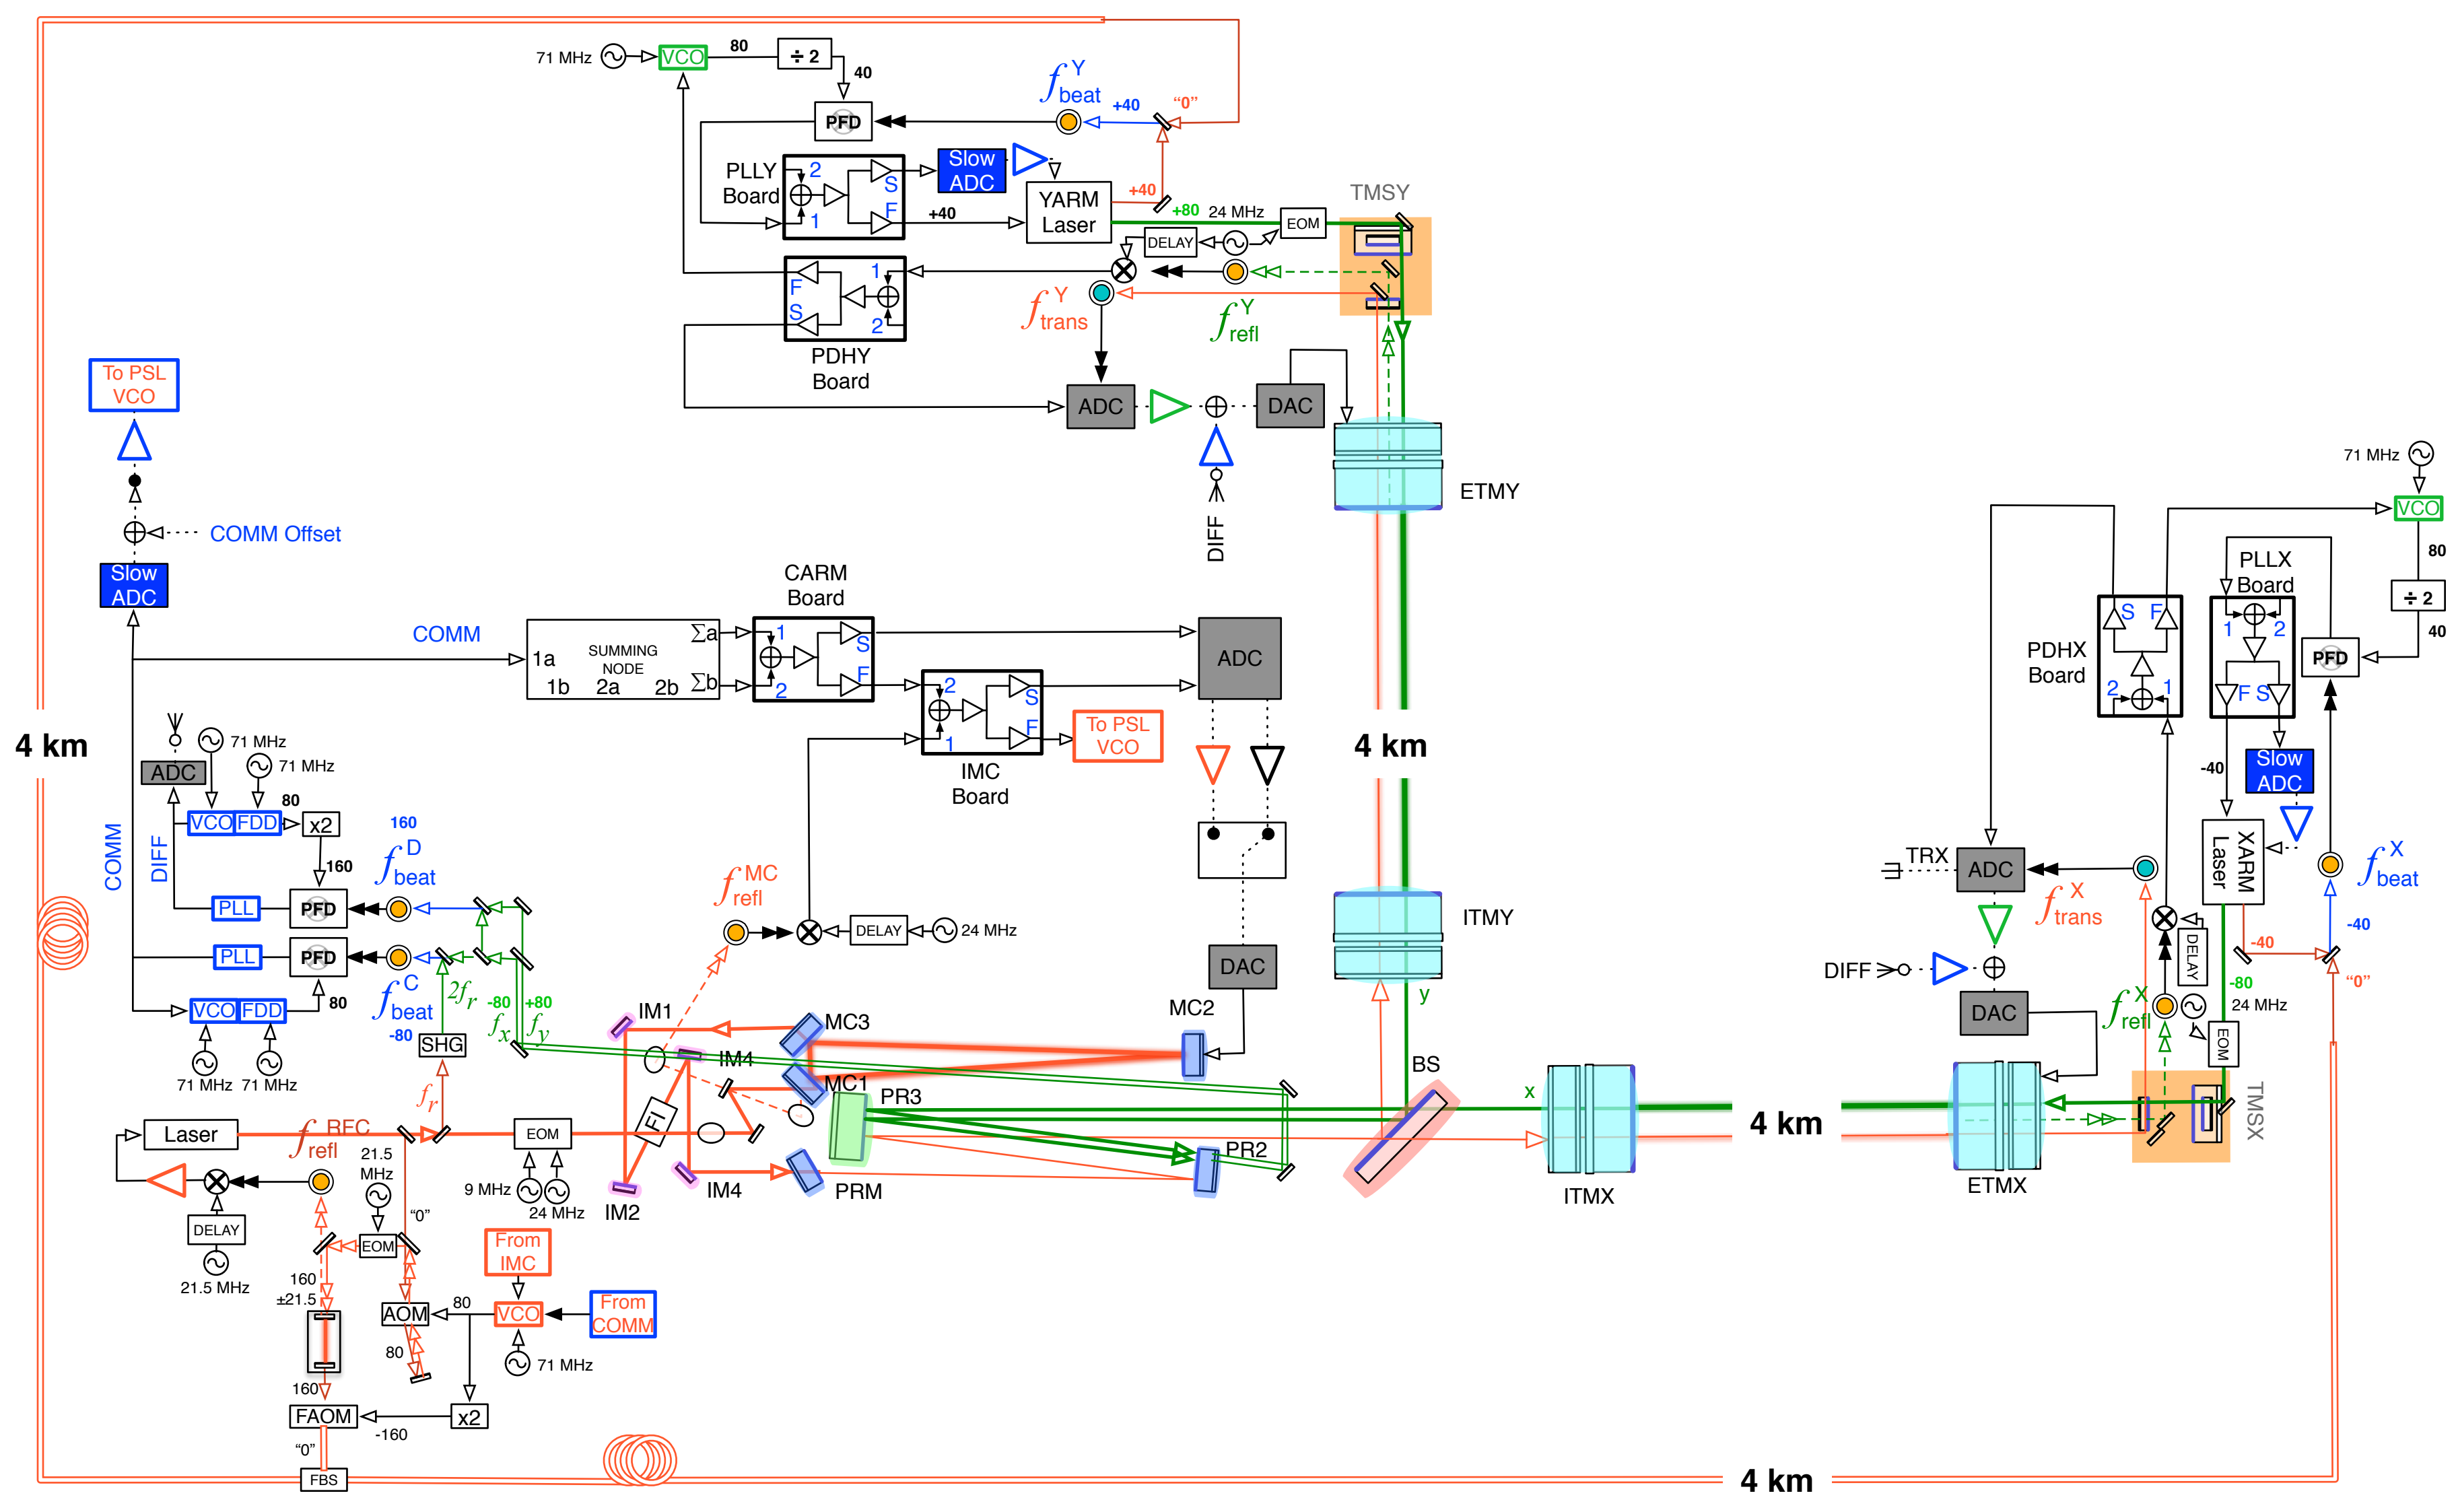 71 MHz
VCO
80
÷ 2
40
PFD
f beat Y
+40
"0"
PLLY
Board
2
1
S
F
Slow
ADC
+40
YARM
Laser
+40
+80
24 MHz
EOM
TMSY
DELAY
PDHY
Board
F
S
1
2
f trans Y
f refl Y
ADC
DAC
DIFF
ETMY
To PSL
VCO
COMM Offset
Slow
ADC
COMM
1a
SUMMING
NODE
1b
2a
2b
Σa
Σb
CARM
Board
1
2
S
F
IMC
Board
2
1
S
F
To PSL
VCO
ADC
4 km
4 km
71 MHz
VCO
80
÷ 2
40
PFD
PLLX
Board
1
2
F
S
PDHX
Board
S
F
2
1
Slow
ADC
-40
XARM
Laser
TRX
ADC
f trans X
f beat X
-40
-40
"0"
DELAY
DIFF
DAC
f refl X
-80
24 MHz
EOM
TMSX
ADC
71 MHz
71 MHz
VCO
FDD
80
x2
160
160
f beat D
COMM
DIFF
PLL
PFD
PLL
PFD
f beat C
-80
80
VCO
FDD
71 MHz
71 MHz
2fr
-80
+80
fx
fy
SHG
fr
f refl MC
DELAY
24 MHz
DAC
ITMY
y
IM1
MC3
MC2
IM4
MC1
PR3
PR2
BS
x
4 km
ITMX
ETMX
Laser
f refl RFC
21.5
MHz
EOM
9 MHz
24 MHz
FI
IM2
IM4
PRM
DELAY
21.5 MHz
"0"
EOM
160
±21.5
AOM
80
80
From
IMC
VCO
From
COMM
71 MHz
160
FAOM
-160
x2
"0"
FBS
4 km